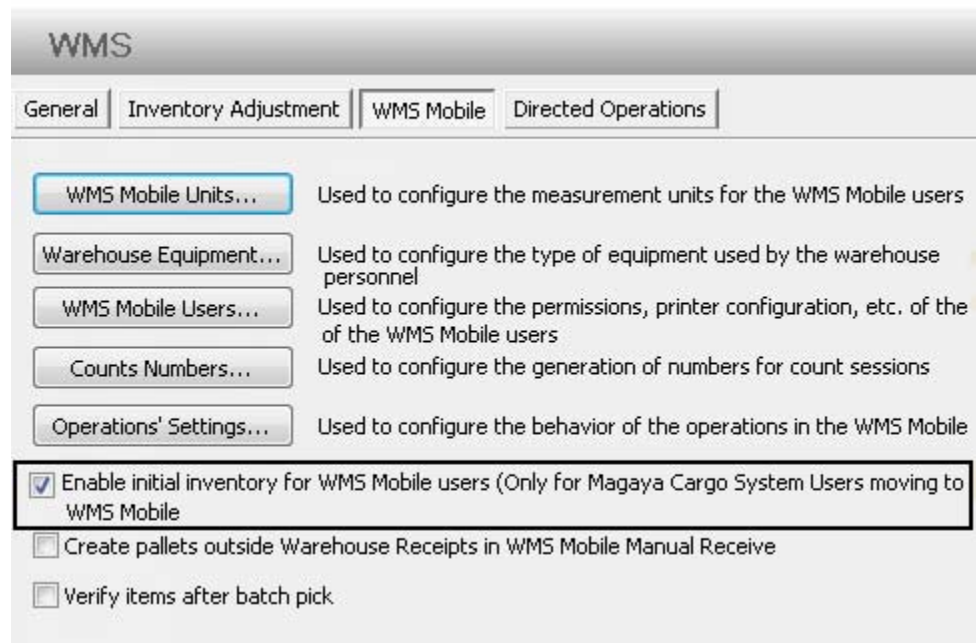 WMS
General Inventory Adjustment WMS Mobile Directed Operations
WMS Mobile Units... Used to configure the measurement units for the WMS Mobile users
Warehouse Equipment... Used to configure the type of equipment used by the warehouse
personnel
WMS Mobile Users... Used to configure the permissions, printer configuration, etc. of the
of the WMS Mobile users
Counts Numbers... Used to configure the generation of numbers for count sessions
Operations' Settings... Used to configure the behavior of the operations in the WMS Mobile
Enable initial inventory for WMS Mobile users (Only for Magaya Cargo System Users moving to
WMS Mobile
Create pallets outside Warehouse Receipts in WMS Mobile Manual Receive
Verify items after batch pick